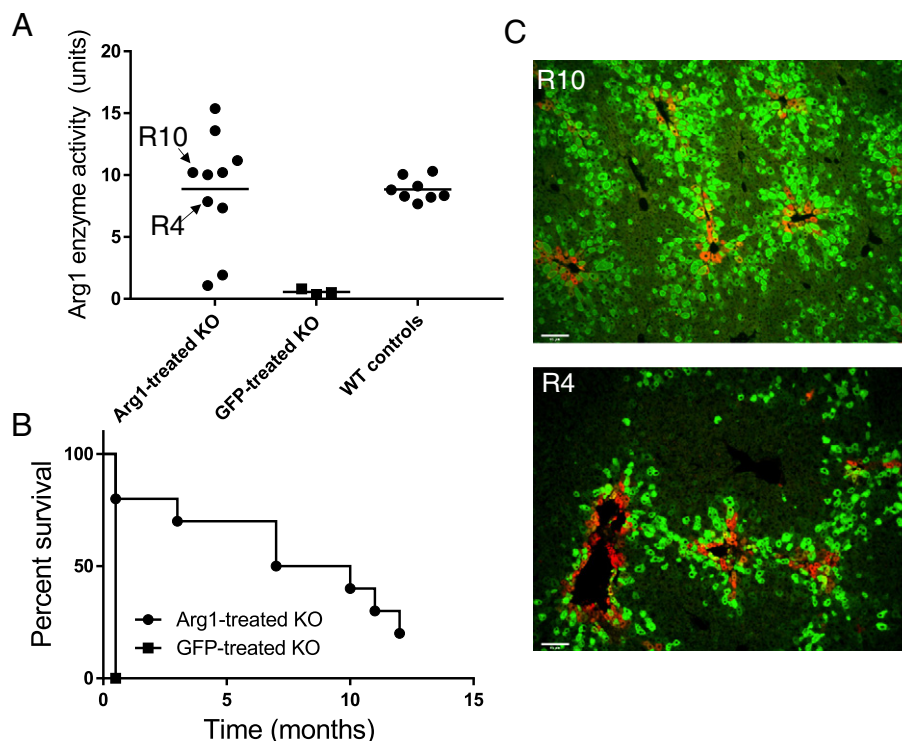 A
Arg1 enzyme activity (units)
20
15
10
5
0
R10
R4
Arg1-treated KO
GFP-treated KO
WT controls
B
Percent survival
100
50
0
Arg1-treated KO
GFP-treated KO
0
5
10
15
Time (months)
C
R10
R4